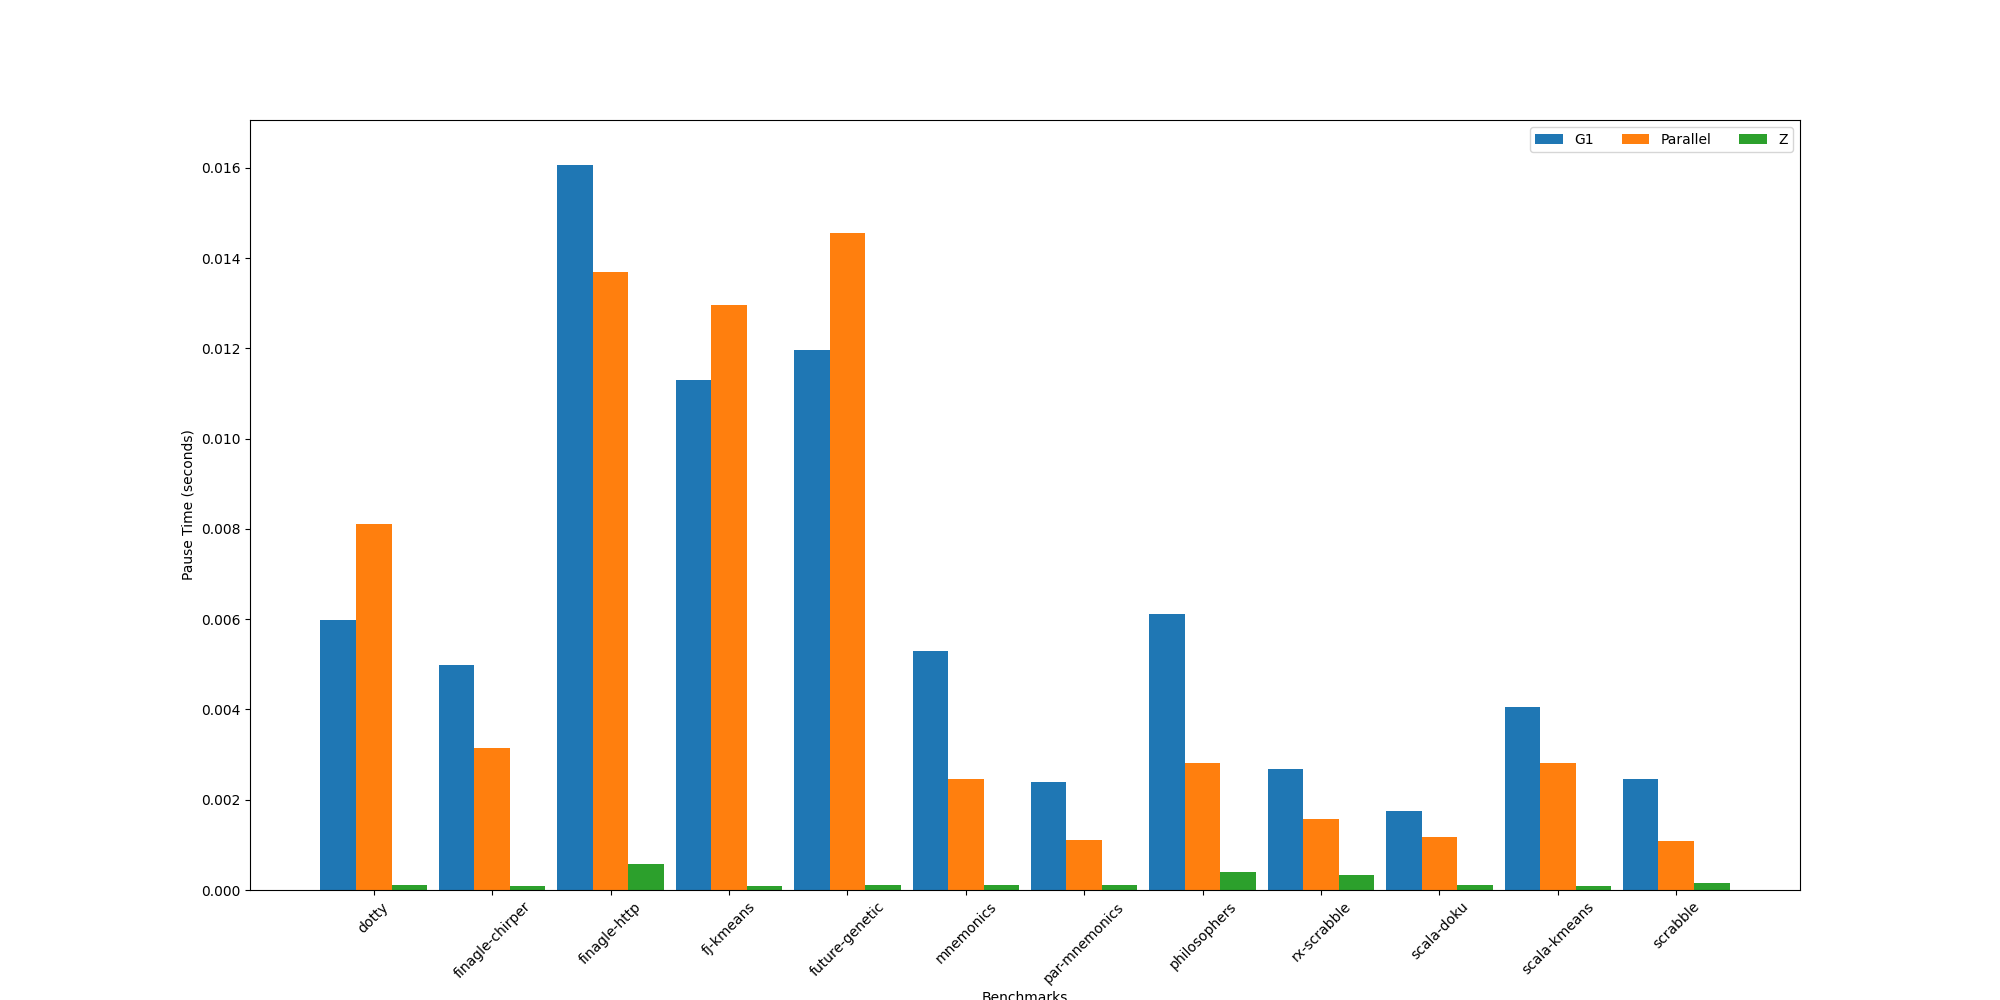 G1 Parallel Z
0.016
0.014
0.012
0.010
0.008
0.006
0.004
0.002
0.000
Pause Time (seconds)
dotty
finagle-chirper
finagle-http
fj-kmeans
future-genetic
mnemonics
par-mnemonics
philosophers
rx-scrabble
scala-doku
scala-kmeans
scrabble
Benchmarks